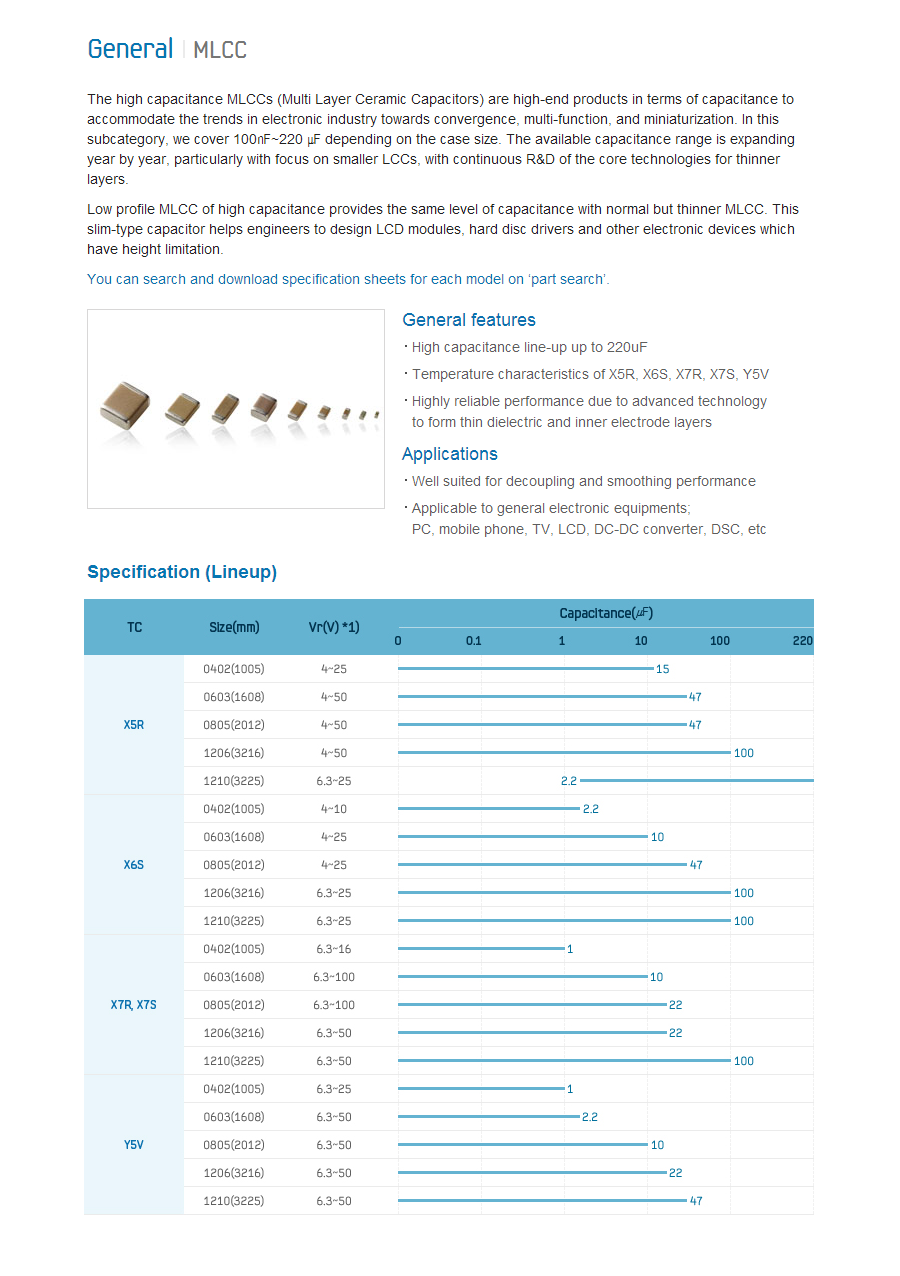 General | MLCC
The high capacitance MLCCs (Multi Layer Ceramic Capacitors) are high-end products in terms of capacitance to
accommodate the trends in electronic industry towards convergence, multi-function, and miniaturization. In this
subcategory, we cover 100nF~220 μF depending on the case size. The available capacitance range is expanding
year by year, particularly with focus on smaller LCCs, with continuous R&D of the core technologies for thinner
layers.
Low profile MLCC of high capacitance provides the same level of capacitance with normal but thinner MLCC. This
slim-type capacitor helps engineers to design LCD modules, hard disc drivers and other electronic devices which
have height limitation.
You can search and download specification sheets for each model on ‘part search’.
General features
· High capacitance line-up up to 220uF
· Temperature characteristics of X5R, X6S, X7R, X7S, Y5V
· Highly reliable performance due to advanced technology
to form thin dielectric and inner electrode layers
Applications
· Well suited for decoupling and smoothing performance
· Applicable to general electronic equipments;
PC, mobile phone, TV, LCD, DC-DC converter, DSC, etc
Specification (Lineup)
TC Size(mm) Vr(V) *1) Capacitance(μF)
0 0.1 1 10 100 220
X5R
0402(1005) 4~25 15
0603(1608) 4~50 47
0805(2012) 4~50 47
1206(3216) 4~50 100
1210(3225) 6.3~25 2.2
X6S
0402(1005) 4~10 2.2
0603(1608) 4~25 10
0805(2012) 4~25 47
1206(3216) 6.3~25 100
1210(3225) 6.3~25 100
X7R, X7S
0402(1005) 6.3~16 1
0603(1608) 6.3~100 10
0805(2012) 6.3~100 22
1206(3216) 6.3~50 22
1210(3225) 6.3~50 100
Y5V
0402(1005) 6.3~25 1
0603(1608) 6.3~50 2.2
0805(2012) 6.3~50 10
1206(3216) 6.3~50 22
1210(3225) 6.3~50 47